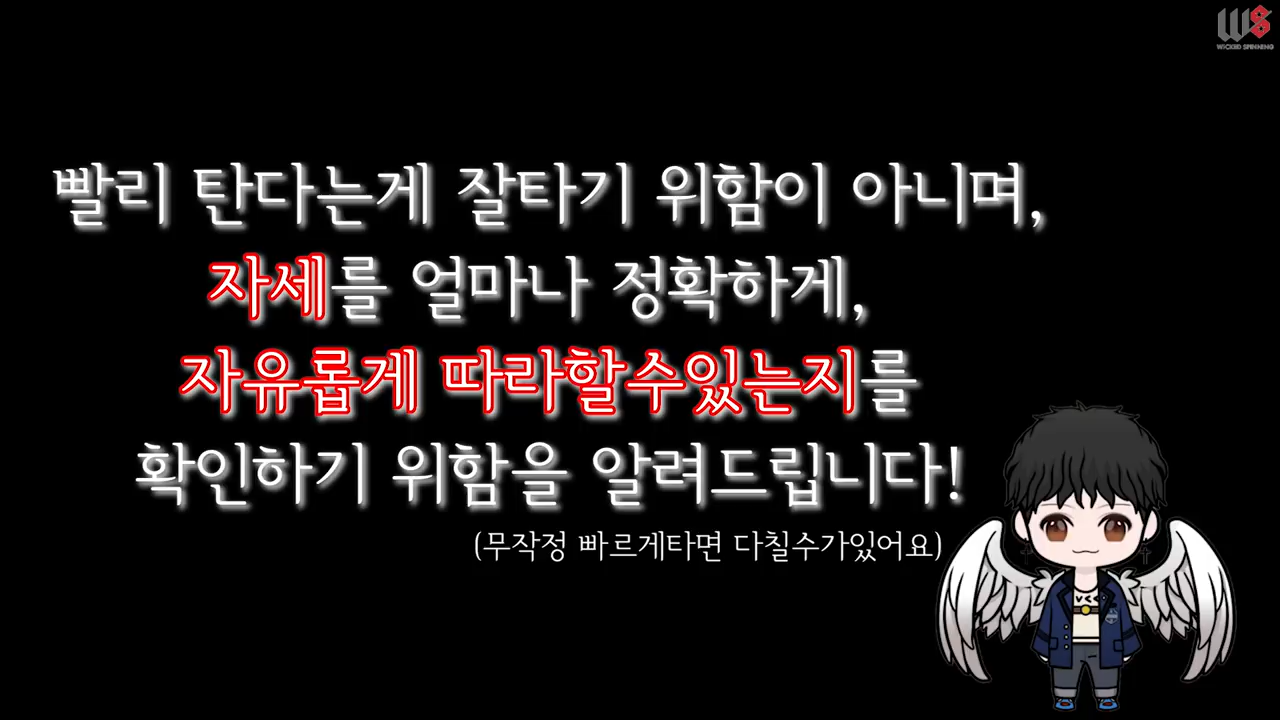 WS
WICKED SPINNING
빨리 탄다는게 잘타기 위함이 아니며,
자세를 얼마나 정확하게,
자유롭게 따라할수있는지를
확인하기 위함을 알려드립니다!
(무작정 빠르게타면 다칠수가있어요)